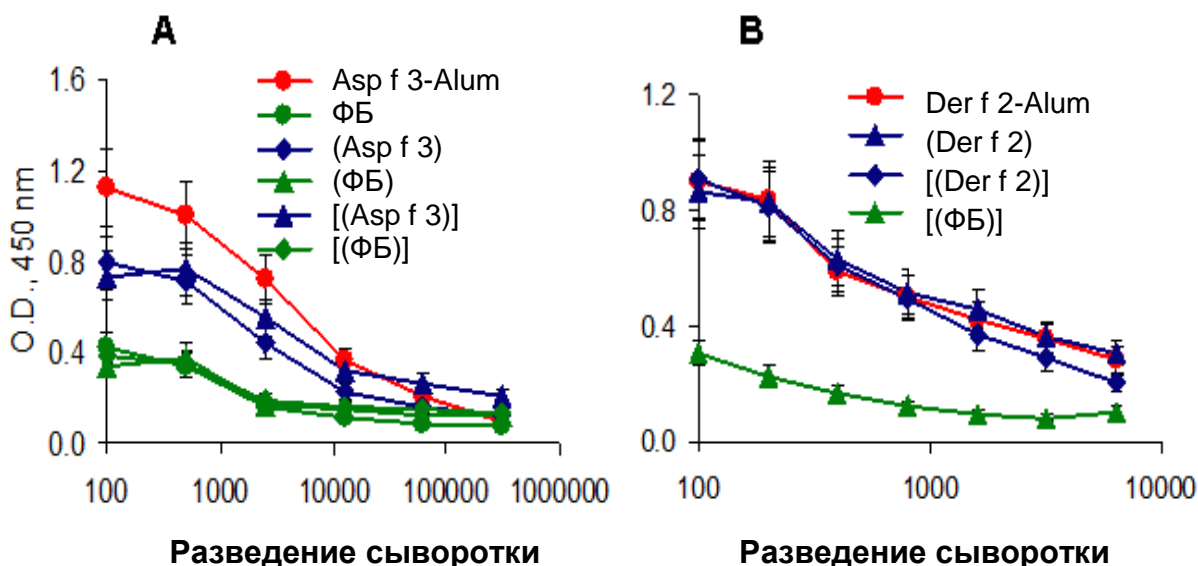 A
B
1.6
1.2
0.8
0.4
0.0
O.D., 450 nm
Asp f 3-Alum
ФБ
(Asp f 3)
(ФБ)
[(Asp f 3)]
[(ФБ)]
100
1000
10000
100000
1000000
Разведение сыворотки
1.2
0.8
0.4
0.0
Der f 2-Alum
(Der f 2)
[(Der f 2)]
[(ФБ)]
100
1000
10000
Разведение сыворотки